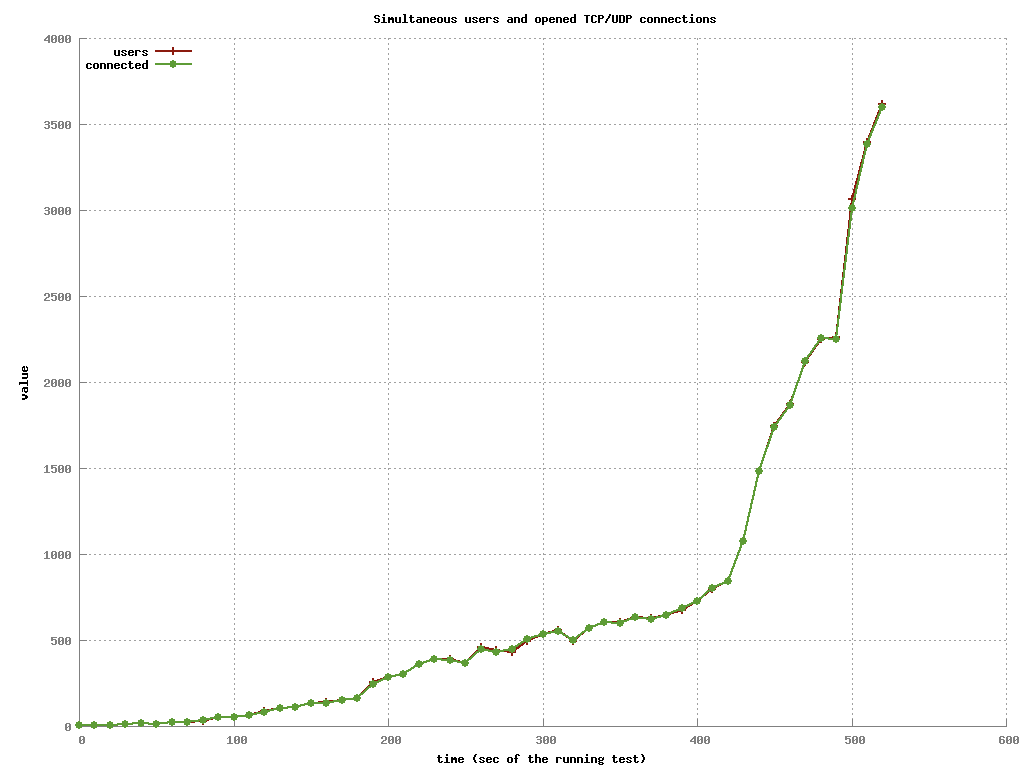 Simultaneous users and opened TCP/UDP connections
users
connected
4000
3500
3000
2500
2000
1500
1000
500
0
value
0 100 200 300 400 500 600
time (sec of the running test)